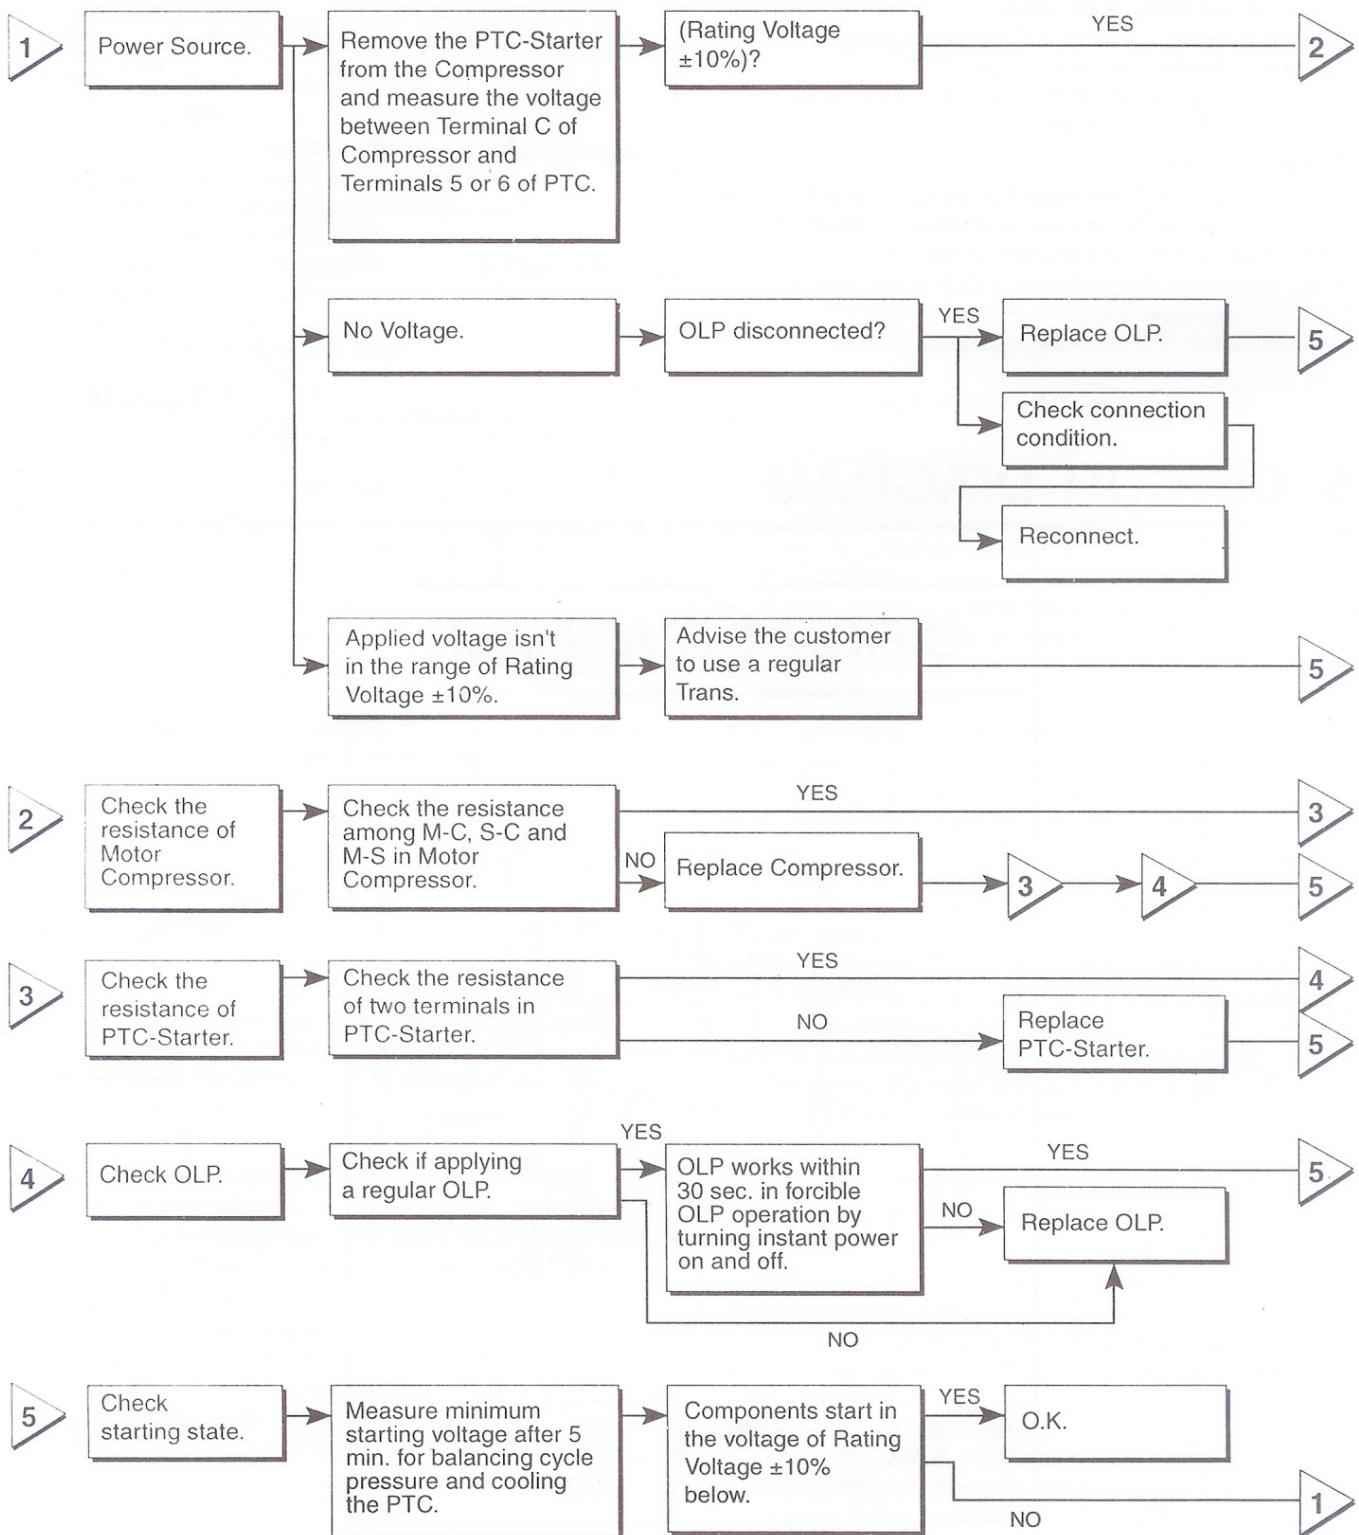 1
Power Source.
Remove the PTC-Starter
from the Compressor
and measure the voltage
between Terminal C of
Compressor and
Terminals 5 or 6 of PTC.
(Rating Voltage
±10%)?
YES
2
No Voltage.
OLP disconnected?
YES
Replace OLP.
5
Check connection
condition.
Reconnect.
Applied voltage isn't
in the range of Rating
Voltage ±10%.
Advise the customer
to use a regular
Trans.
5
2
Check the
resistance of
Motor
Compressor.
Check the resistance
among M-C, S-C and
M-S in Motor
Compressor.
YES
3
NO
Replace Compressor.
3
4
5
3
Check the
resistance of
PTC-Starter.
Check the resistance
of two terminals in
PTC-Starter.
YES
4
NO
Replace
PTC-Starter.
5
4
Check OLP.
Check if applying
a regular OLP.
YES
OLP works within
30 sec. in forcible
OLP operation by
turning instant power
on and off.
YES
5
NO
Replace OLP.
NO
5
Check
starting state.
Measure minimum
starting voltage after 5
min. for balancing cycle
pressure and cooling
the PTC.
Components start in
the voltage of Rating
Voltage ±10%
below.
YES
O.K.
NO
1
DIAGRAM